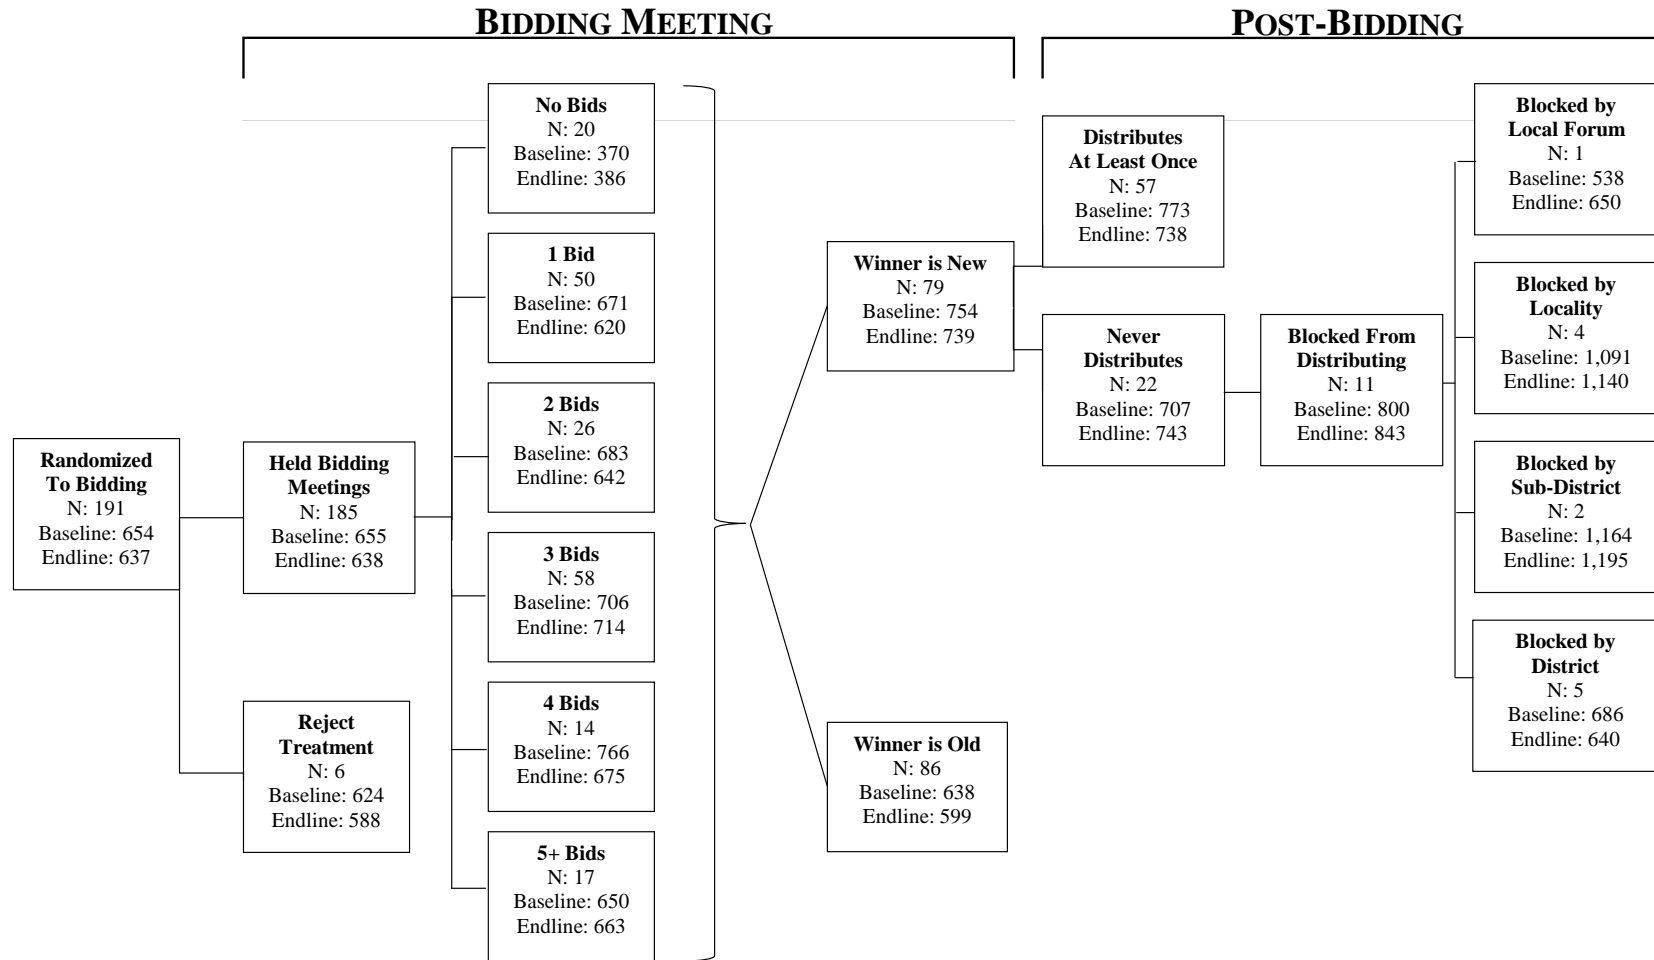 BIDDING MEETING
POST-BIDDING
Randomized
To Bidding
N: 191
Baseline: 654
Endline: 637
Held Bidding
Meetings
N: 185
Baseline: 655
Endline: 638
Reject
Treatment
N: 6
Baseline: 624
Endline: 588
No Bids
N: 20
Baseline: 370
Endline: 386
1 Bid
N: 50
Baseline: 671
Endline: 620
2 Bids
N: 26
Baseline: 683
Endline: 642
3 Bids
N: 58
Baseline: 706
Endline: 714
4 Bids
N: 14
Baseline: 766
Endline: 675
5+ Bids
N: 17
Baseline: 650
Endline: 663
Winner is New
N: 79
Baseline: 754
Endline: 739
Winner is Old
N: 86
Baseline: 638
Endline: 599
Distributes
At Least Once
N: 57
Baseline: 773
Endline: 738
Never
Distributes
N: 22
Baseline: 707
Endline: 743
Blocked From
Distributing
N: 11
Baseline: 800
Endline: 843
Blocked by
Local Forum
N: 1
Baseline: 538
Endline: 650
Blocked by
Locality
N: 4
Baseline: 1,091
Endline: 1,140
Blocked by
Sub-District
N: 2
Baseline: 1,164
Endline: 1,195
Blocked by
District
N: 5
Baseline: 686
Endline: 640